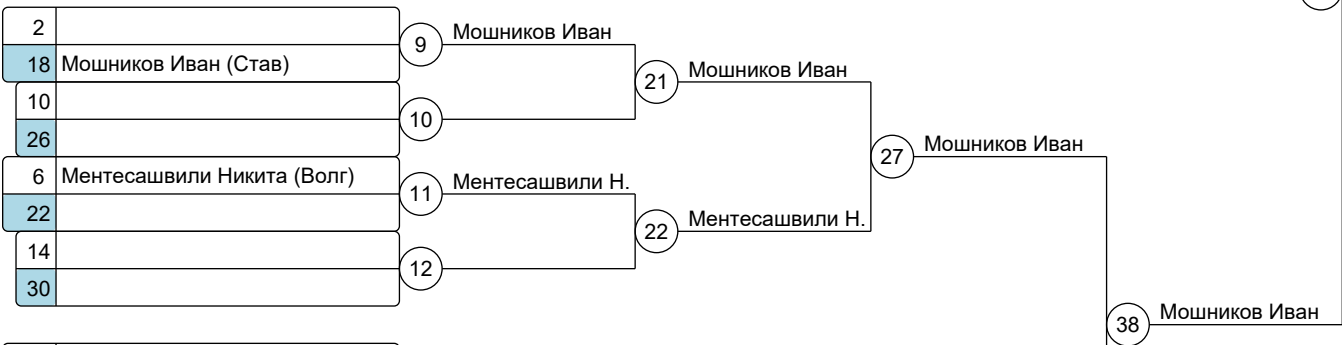 2
9
Мошников Иван
18 Мошников Иван (Став)
21
Мошников Иван
10
10
26
27
Мошников Иван
6 Ментесашвили Никита (Волг)
11
Ментесашвили Н.
22
22
Ментесашвили Н.
14
12
30
38
Мошников Иван